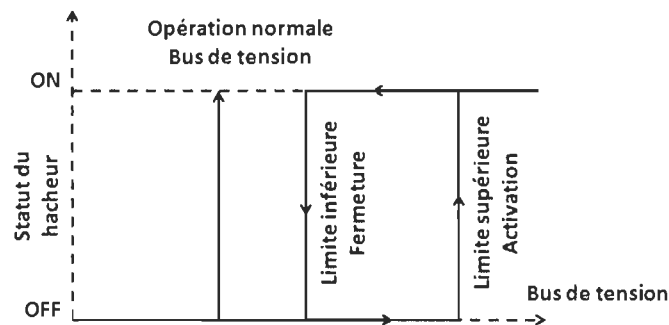 Opération normale
Bus de tension
ON
Statut du
hacheur
Limite inférieure
Fermeture
Limite supérieure
Activation
OFF
Bus de tension